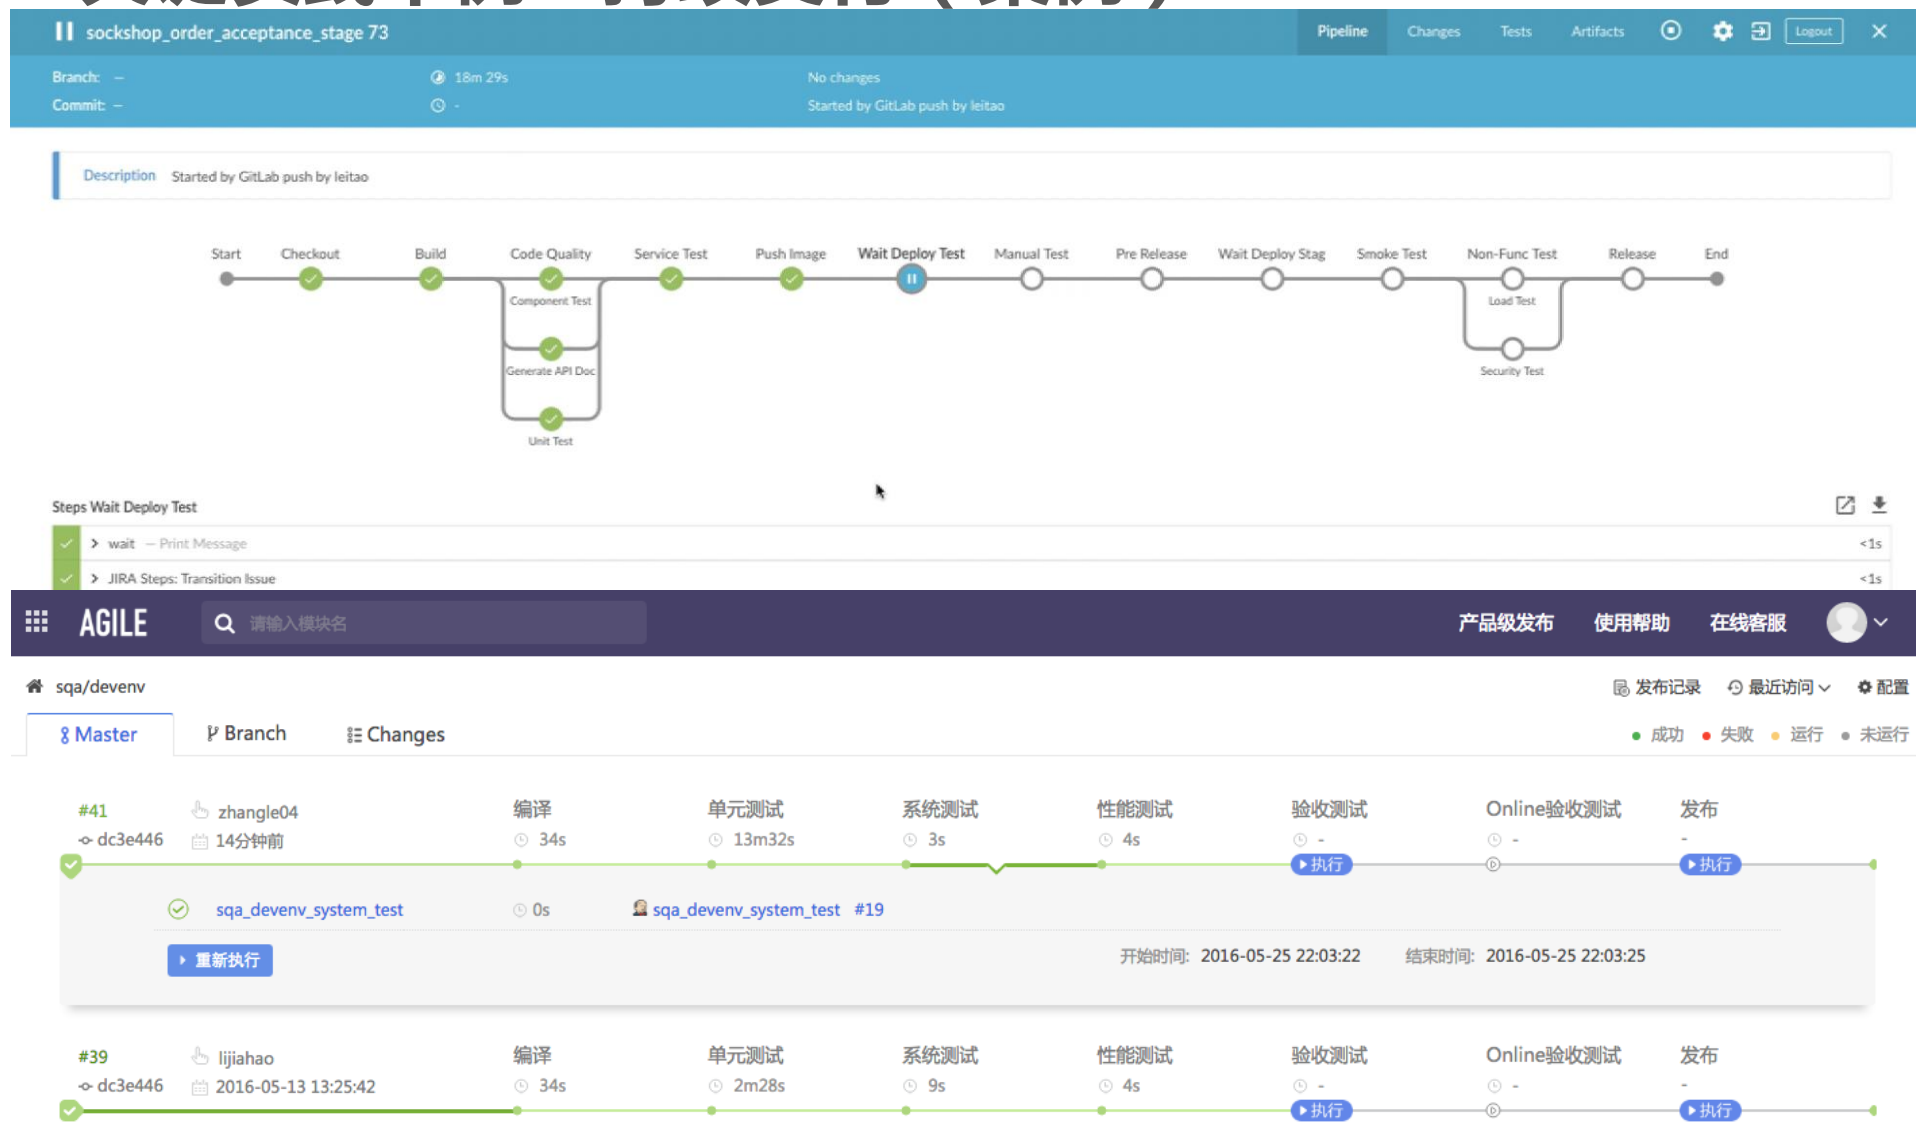 sockshop_order_acceptance_stage 73
Pipeline Changes Tests Artifacts Logout
Branch: — 18m 29s No changes
Commit: — - Started by GitLab push by leitao
Description Started by GitLab push by leitao
Start Checkout Build Code Quality Service Test Push Image Wait Deploy Test Manual Test Pre Release Wait Deploy Stag Smoke Test Non-Func Test Release End
Component Test Load Test
Generate API Doc Security Test
Unit Test
Steps Wait Deploy Test
wait — Print Message <1s
JIRA Steps: Transition Issue <1s
AGILE 请输入模块名 产品级发布 使用帮助 在线客服
sqa/devenv 发布记录 最近访问 配置
Master Branch Changes 成功 失败 运行 未运行
#41 zhangle04 编译 单元测试 系统测试 性能测试 验收测试 Online验收测试 发布
dc3e446 14分钟前 34s 13m32s 3s 4s - - -
执行 执行
sqa_devenv_system_test 0s sqa_devenv_system_test #19
重新执行 开始时间: 2016-05-25 22:03:22 结束时间: 2016-05-25 22:03:25
#39 lijiahao 编译 单元测试 系统测试 性能测试 验收测试 Online验收测试 发布
dc3e446 2016-05-13 13:25:42 34s 2m28s 9s 4s - - -
执行 执行